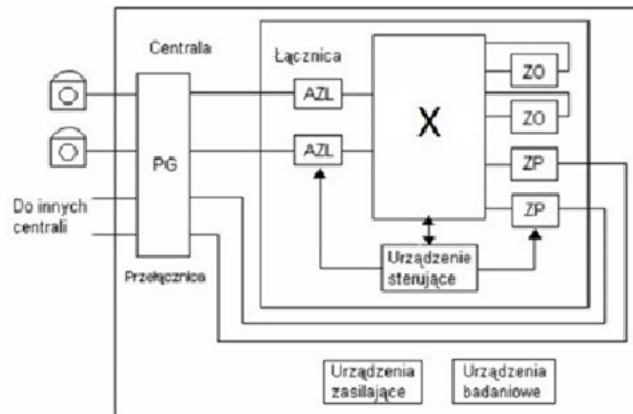 Centrala
Łącznica
AZL
ZO
X
ZO
AZL
PG
ZP
ZP
Do innych
centrali
Urządzenie
sterujące
Przełącznica
Urządzenia
zasilające
Urządzenia
badaniowe